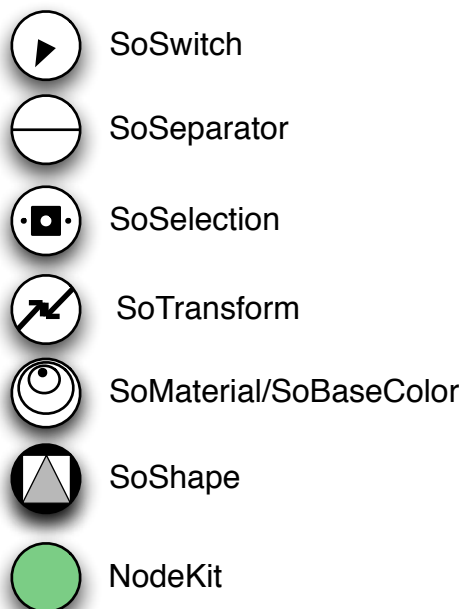 SoSwitch
SoSeparator
SoSelection
SoTransform
SoMaterial/SoBaseColor
SoShape
NodeKit